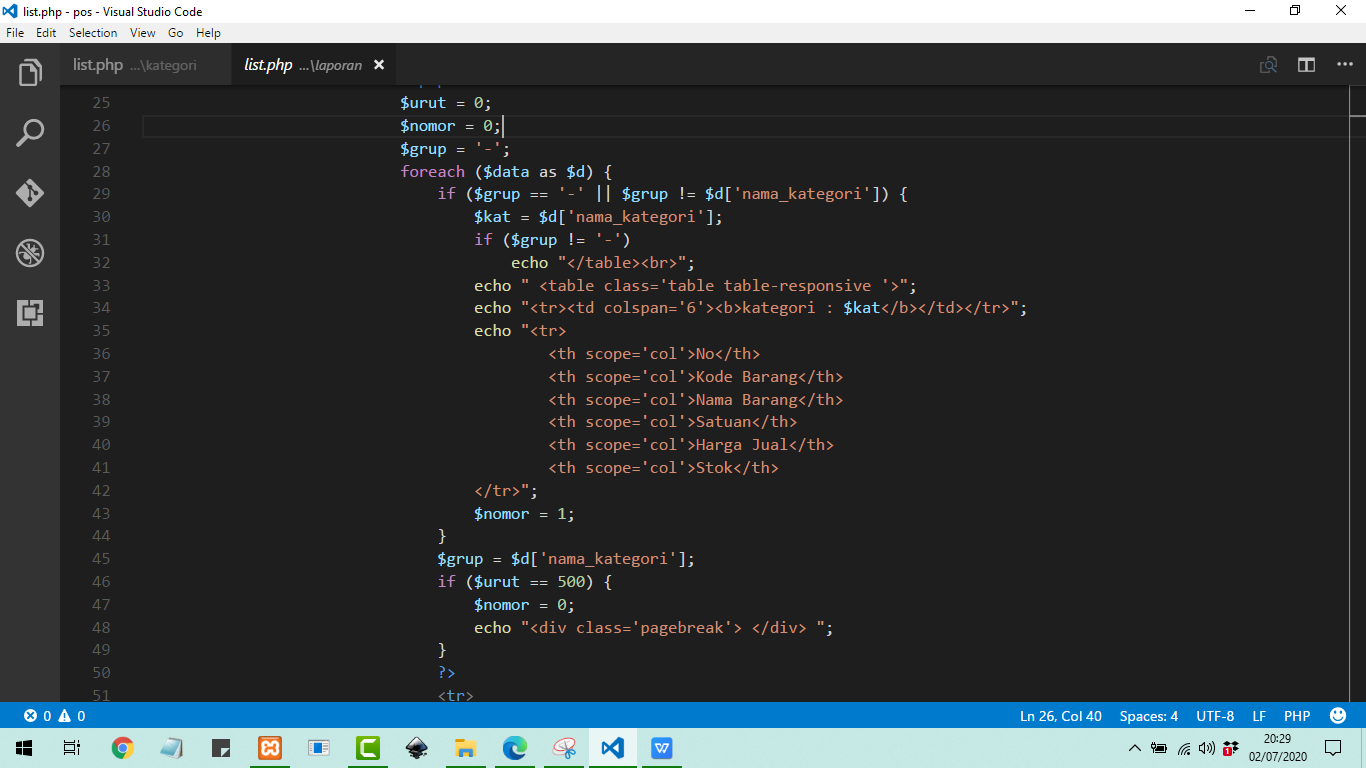 list.php - pos - Visual Studio Code
File Edit Selection View Go Help
list.php ...\kategori list.php ...\laporan
25 $urut = 0;
26 $nomor = 0;
27 $grup = '-';
28 foreach ($data as $d) {
29 if ($grup == '-' || $grup != $d['nama_kategori']) {
30 $kat = $d['nama_kategori'];
31 if ($grup != '-')
32 echo "</table><br>";
33 echo " <table class='table table-responsive '>";
34 echo "<tr><td colspan='6'><b>kategori : $kat</b></td></tr>";
35 echo "<tr>
36 <th scope='col'>No</th>
37 <th scope='col'>Kode Barang</th>
38 <th scope='col'>Nama Barang</th>
39 <th scope='col'>Satuan</th>
40 <th scope='col'>Harga Jual</th>
41 <th scope='col'>Stok</th>
42 </tr>";
43 $nomor = 1;
44 }
45 $grup = $d['nama_kategori'];
46 if ($urut == 500) {
47 $nomor = 0;
48 echo "<div class='pagebreak'> </div> ";
49 }
50 ?>
51 <tr>
0 0 Ln 26, Col 40 Spaces: 4 UTF-8 LF PHP
20:29
02/07/2020